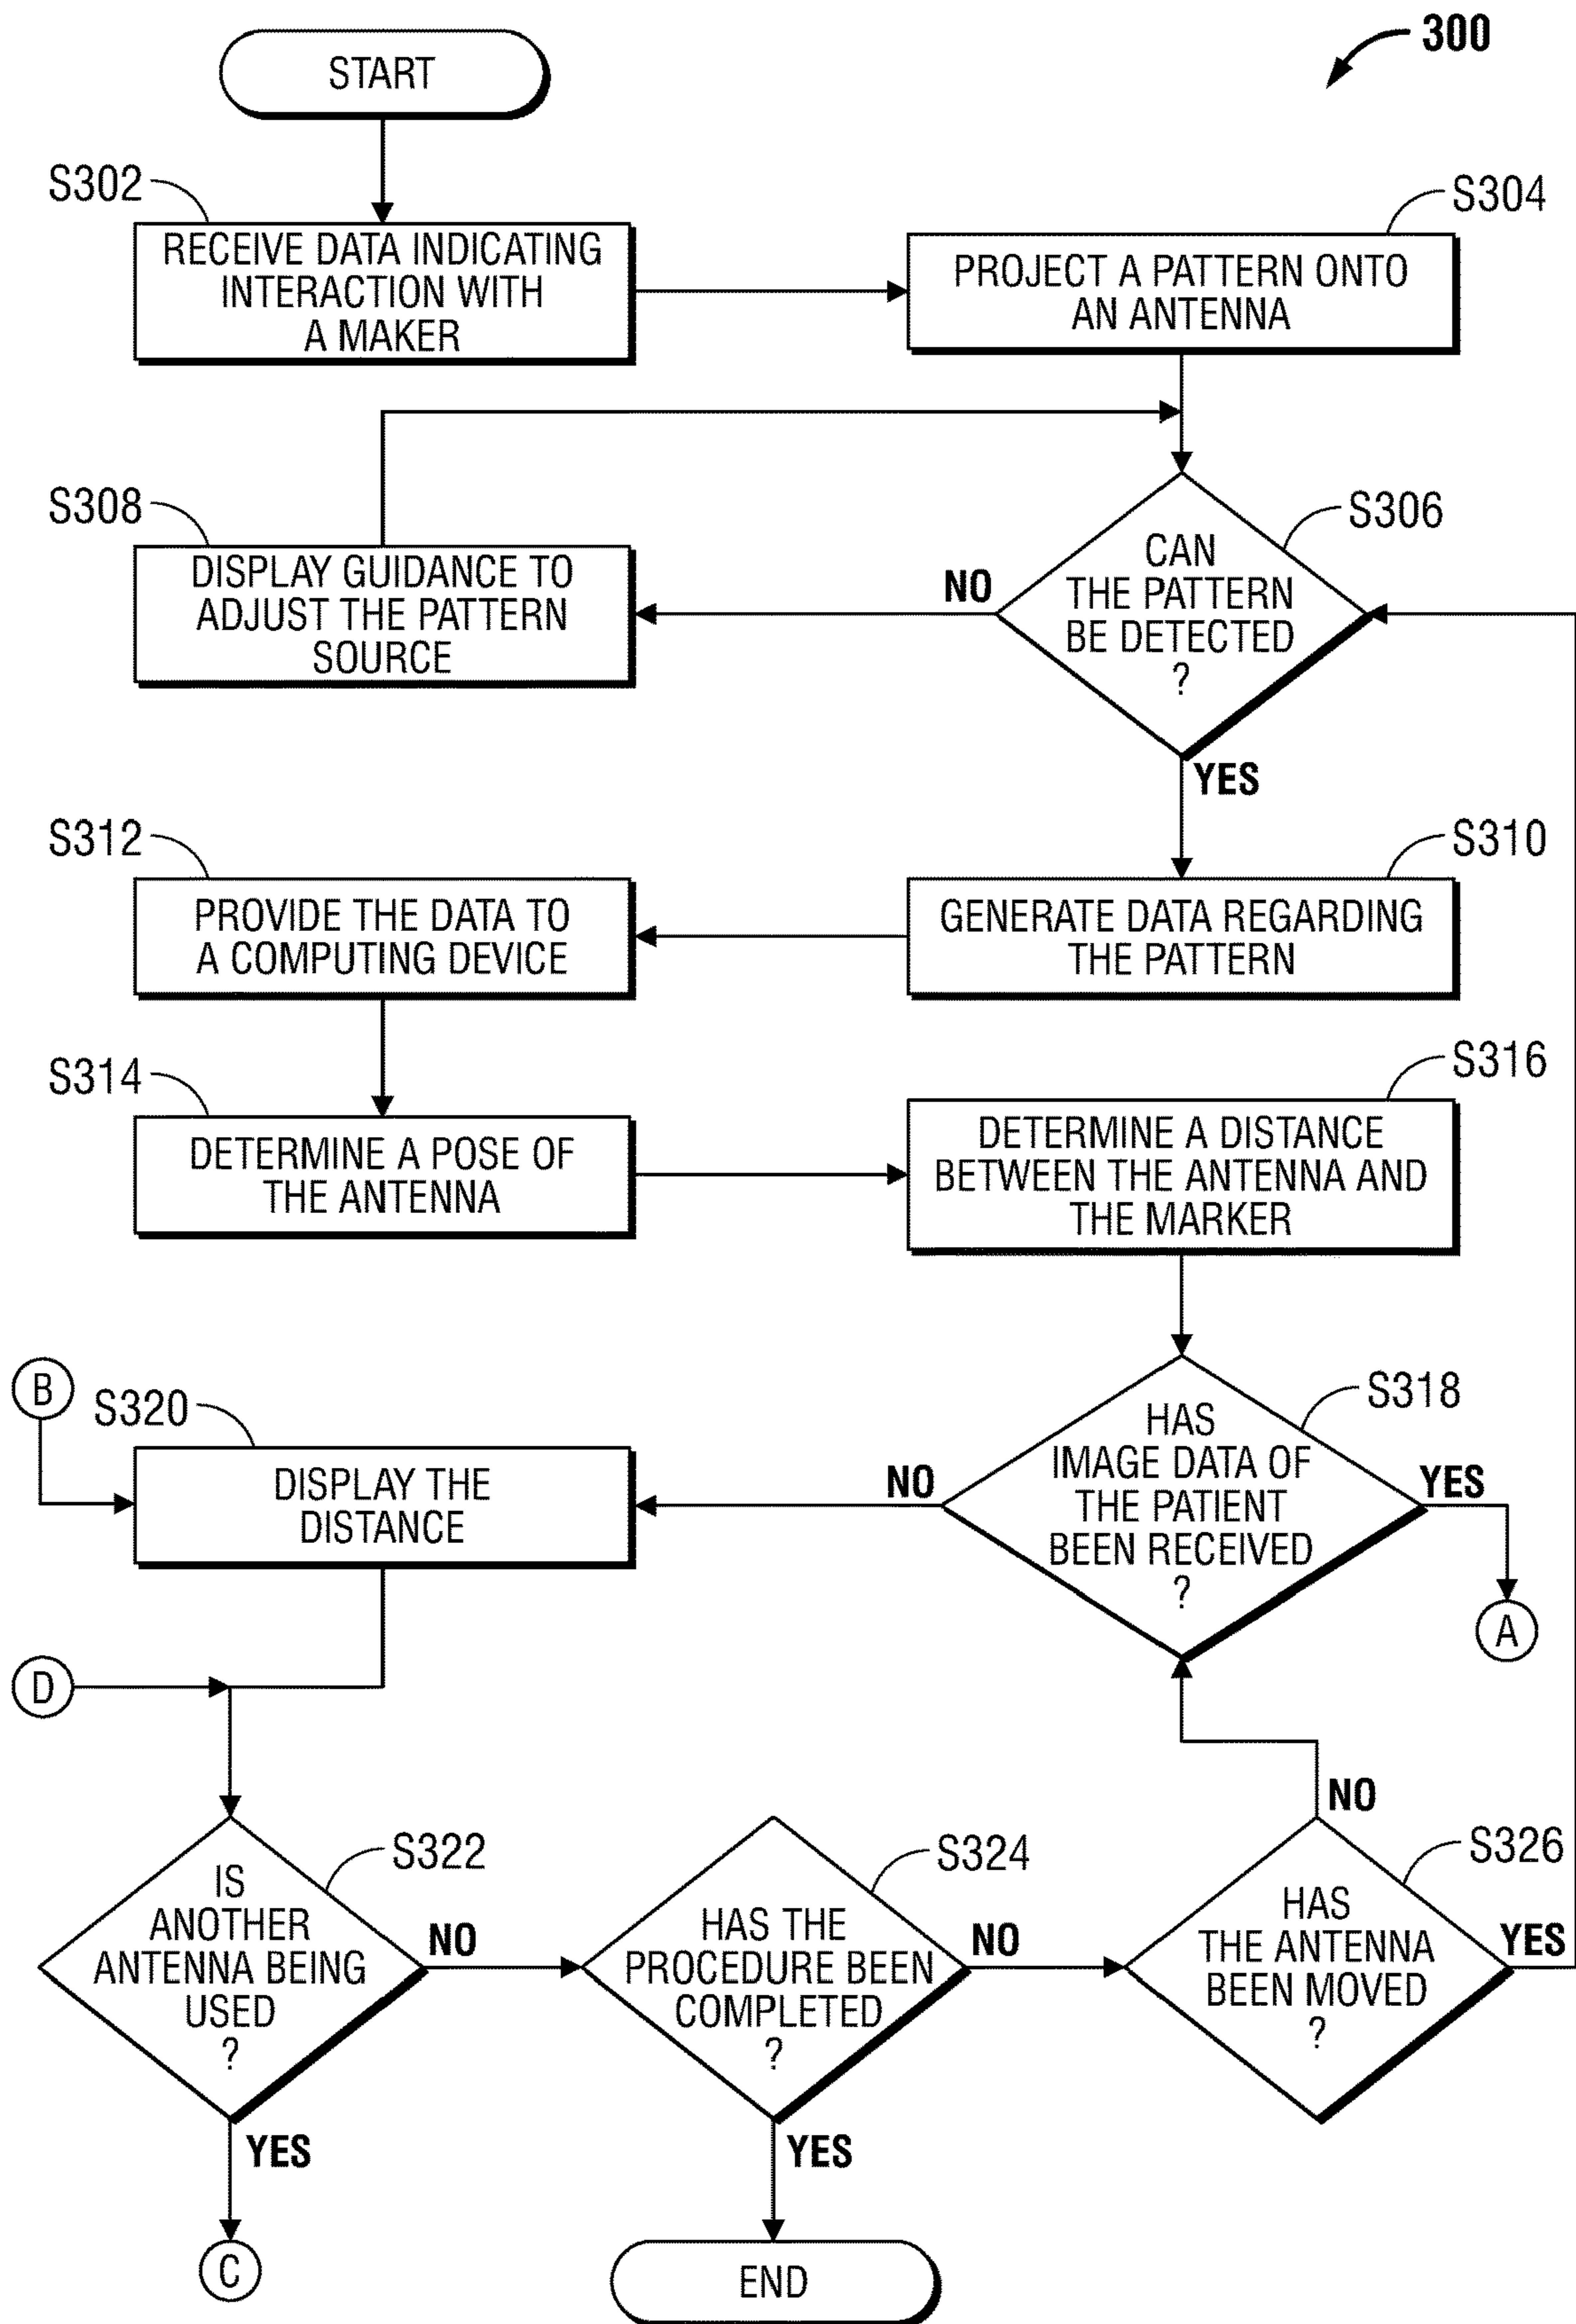 300
START
S302
RECEIVE DATA INDICATING
INTERACTION WITH
A MAKER
S304
PROJECT A PATTERN ONTO
AN ANTENNA
S306
CAN
THE PATTERN
BE DETECTED
?
NO
YES
S308
DISPLAY GUIDANCE TO
ADJUST THE PATTERN
SOURCE
S310
GENERATE DATA REGARDING
THE PATTERN
S312
PROVIDE THE DATA TO
A COMPUTING DEVICE
S314
DETERMINE A POSE OF
THE ANTENNA
S316
DETERMINE A DISTANCE
BETWEEN THE ANTENNA AND
THE MARKER
S318
HAS
IMAGE DATA OF
THE PATIENT
BEEN RECEIVED
?
NO
YES
A
B
S320
DISPLAY THE
DISTANCE
D
S322
IS
ANOTHER
ANTENNA BEING
USED
?
NO
YES
C
S324
HAS THE
PROCEDURE BEEN
COMPLETED
?
NO
YES
END
S326
HAS
THE ANTENNA
BEEN MOVED
?
NO
YES